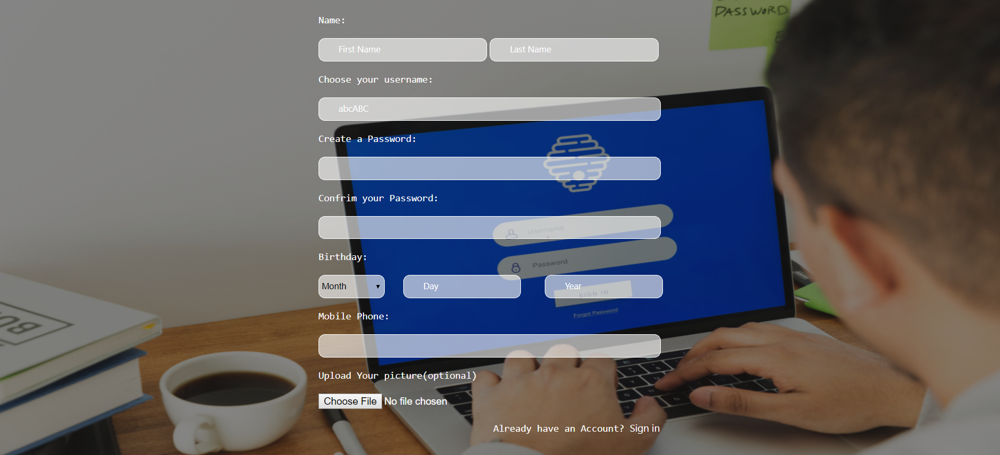 PASSWORD
Name:
First Name Last Name
Choose your username:
abcABC
Create a Password:
Confrim your Password:
Username
Birthday:
Password
Month Day Year
SIGN IN
Forgot Password
Mobile Phone:
Upload Your picture(optional)
Choose File No file chosen
Already have an Account? Sign in